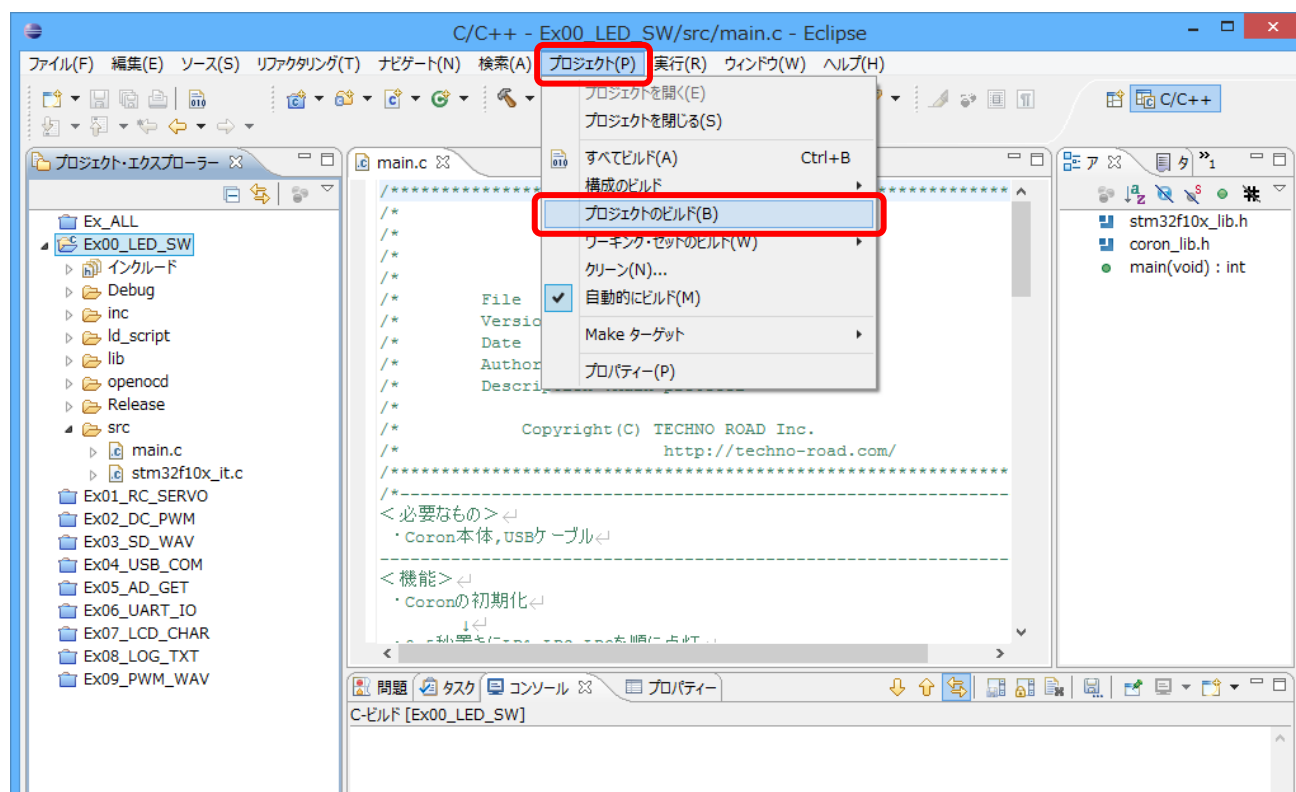 C/C++ - Ex00_LED_SW/src/main.c - Eclipse
ファイル(F) 編集(E) ソース(S) リファクタリング(T) ナビゲート(N) 検索(A) プロジェクト(P) 実行(R) ウィンドウ(W) ヘルプ(H)
C/C++
プロジェクトを開く(E)
プロジェクトを閉じる(S)
すべてビルド(A) Ctrl+B
構成のビルド
プロジェクトのビルド(B)
ワーキング・セットのビルド(W)
クリーン(N)...
自動的にビルド(M)
Make ターゲット
プロパティー(P)
プロジェクト・エクスプローラー
Ex_ALL
Ex00_LED_SW
インクルード
Debug
inc
ld_script
lib
openocd
Release
src
main.c
stm32f10x_it.c
Ex01_RC_SERVO
Ex02_DC_PWM
Ex03_SD_WAV
Ex04_USB_COM
Ex05_AD_GET
Ex06_UART_IO
Ex07_LCD_CHAR
Ex08_LOG_TXT
Ex09_PWM_WAV
main.c
/*
/*
/*
/*
/* File
/* Versio
/* Date
/* Author
/* Descri
/*
/* Copyright(C) TECHNO ROAD Inc.
/* http://techno-road.com/
/*************************************************************
/*------------------------------------------------------------
<必要なもの>↵
・Coron本体,USBケーブル↵
--------------------------------------------------------------
<機能>↵
・Coronの初期化↵
↓↵
ア タ »1
stm32f10x_lib.h
coron_lib.h
main(void) : int
問題 タスク コンソール プロパティー
C-ビルド [Ex00_LED_SW]